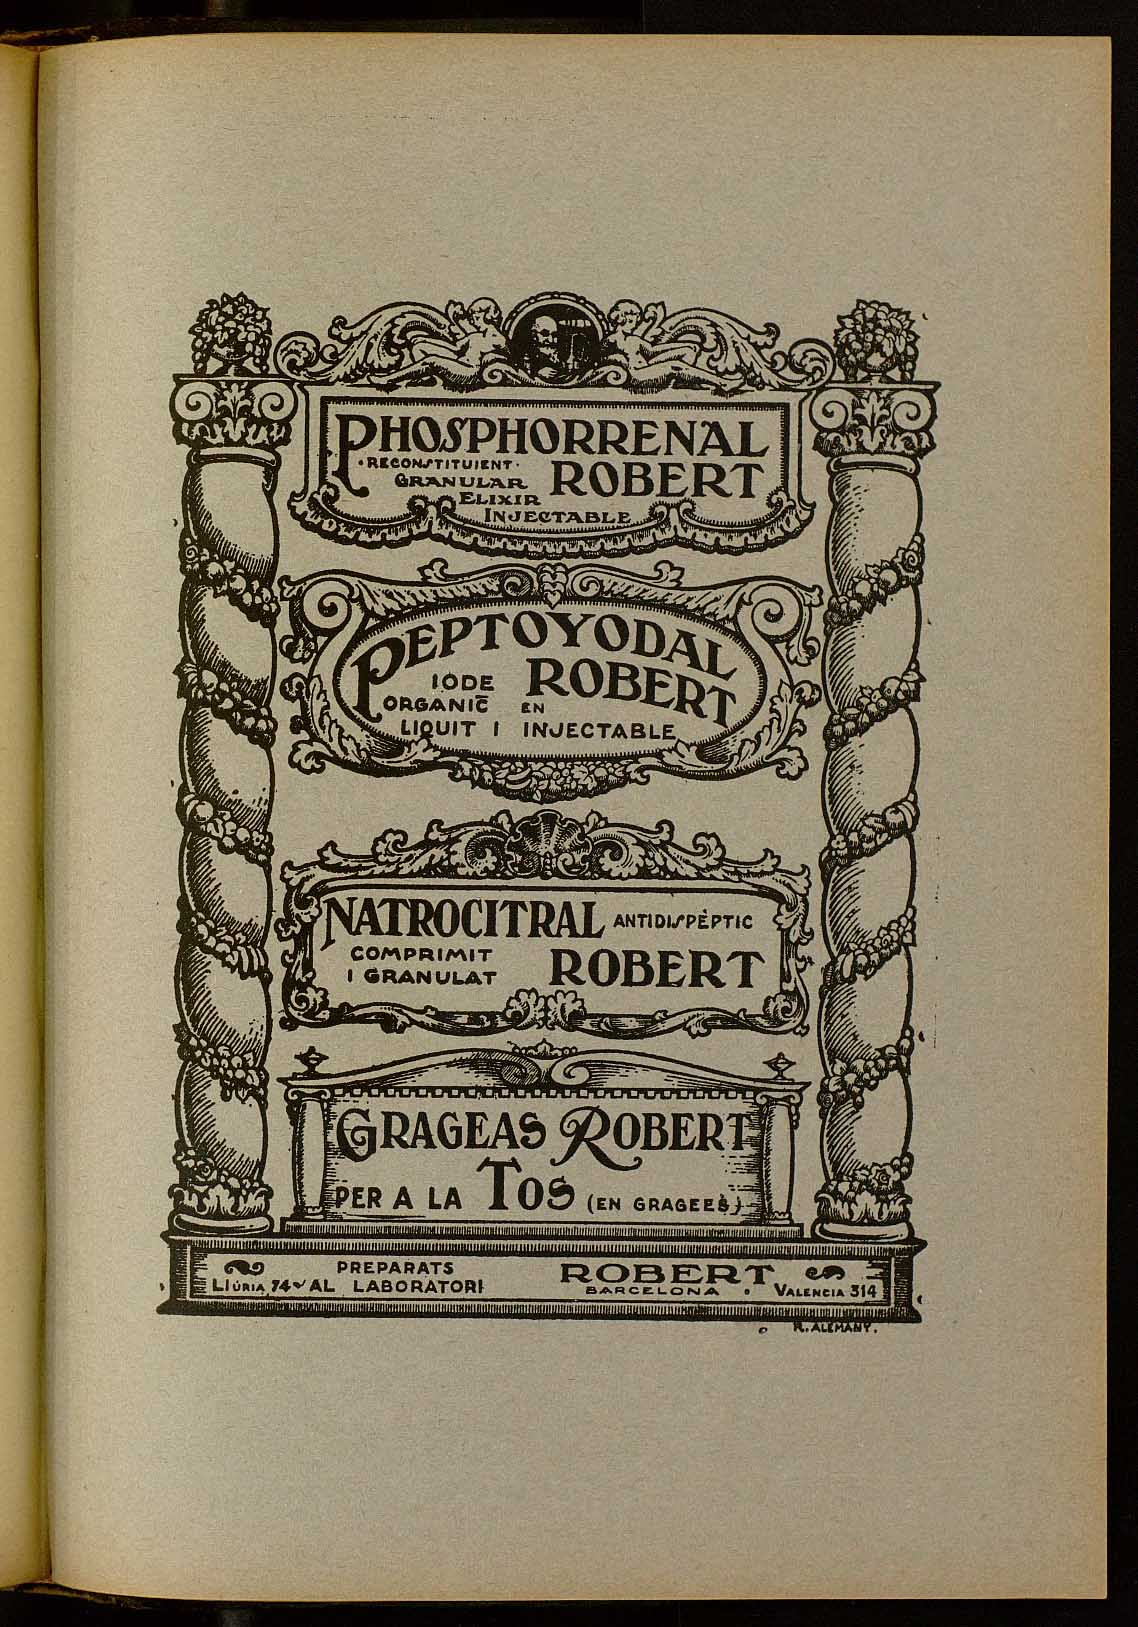 PHOSPHORRENAL
·RECONSTITUIENT· ROBERT
GRANULAR
ELIXIR
INJECTABLE
PEPTOYODAL
IODE ROBERT
ORGANIC EN
LIQUIT I INJECTABLE
NATROCITRAL ANTIDISPÈPTIC
COMPRIMIT ROBERT
I GRANULAT
GRAGEAS ROBERT
PER A LA TOS (EN GRAGEES)
PREPARATS ROBERT
LlÚRIA, 74 AL LABORATORI BARCELONA · VALENCIA 314
R. ALEMANY.